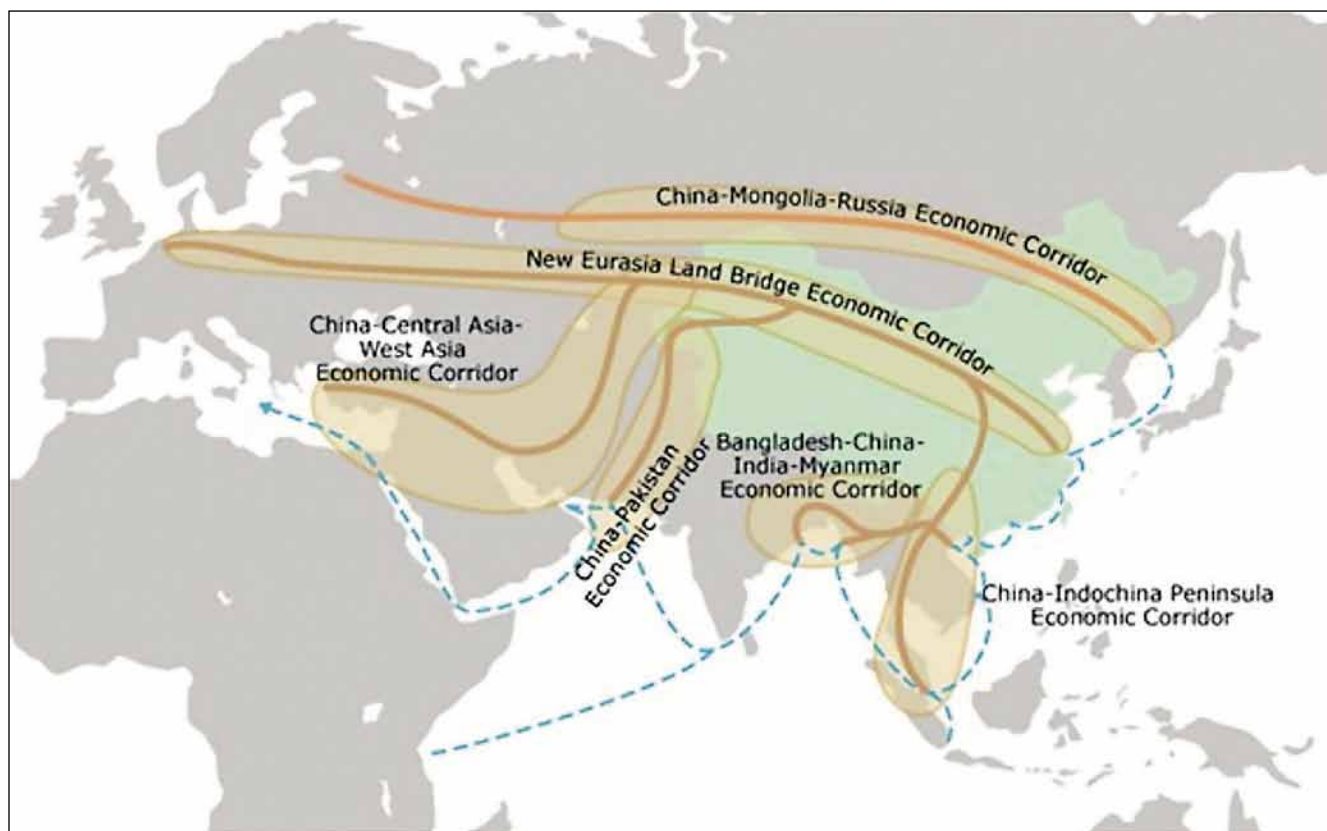 China-Mongolia-Russia Economic Corridor
New Eurasia Land Bridge Economic Corridor
China-Central Asia-
West Asia
Economic Corridor
China-Pakistan
Economic Corridor
Bangladesh-China-
India-Myanmar
Economic Corridor
China-Indochina Peninsula
Economic Corridor